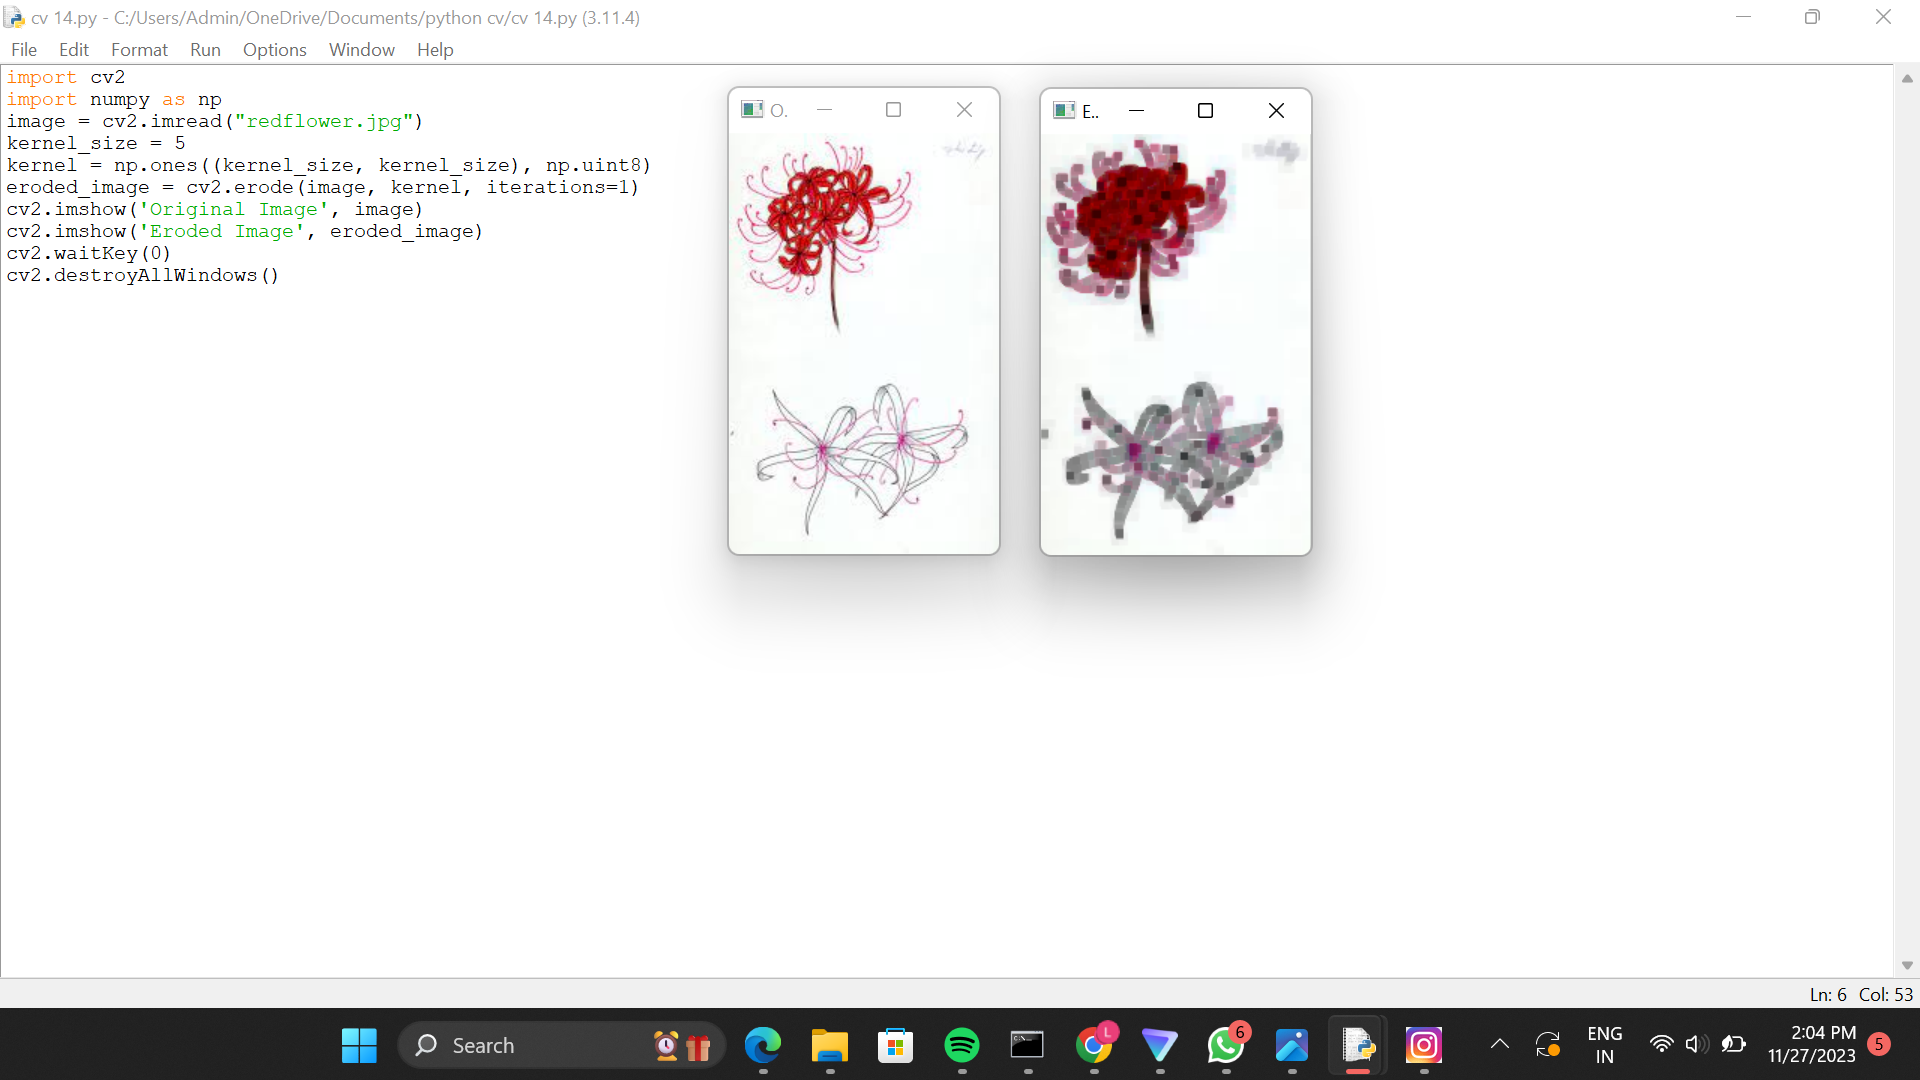 cv 14.py - C:/Users/Admin/OneDrive/Documents/python cv/cv 14.py (3.11.4)
File Edit Format Run Options Window Help
import cv2
import numpy as np
image = cv2.imread("redflower.jpg")
kernel_size = 5
kernel = np.ones((kernel_size, kernel_size), np.uint8)
eroded_image = cv2.erode(image, kernel, iterations=1)
cv2.imshow('Original Image', image)
cv2.imshow('Eroded Image', eroded_image)
cv2.waitKey(0)
cv2.destroyAllWindows()
O.
E..
Ln: 6 Col: 53
Search
L
6
ENG
IN
2:04 PM
11/27/2023
5